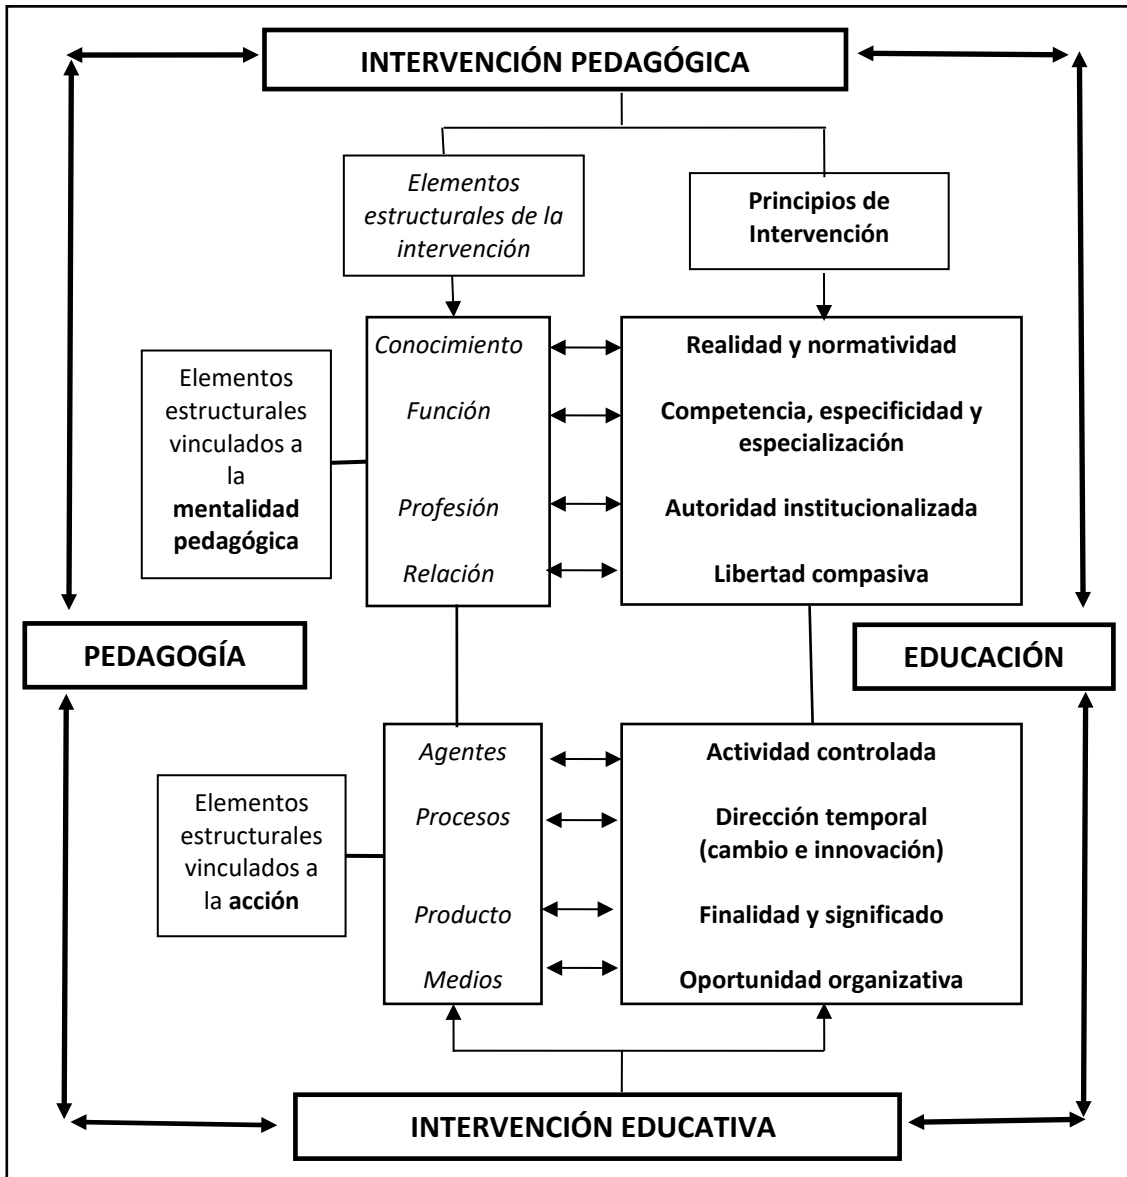 INTERVENCIÓN PEDAGÓGICA
Elementos
estructurales de la
intervención
Principios de
Intervención
Elementos
estructurales
vinculados a
la
mentalidad
pedagógica
Conocimiento
Realidad y normatividad
Función
Competencia, especificidad y
especialización
Profesión
Autoridad institucionalizada
Relación
Libertad compasiva
PEDAGOGÍA
EDUCACIÓN
Elementos
estructurales
vinculados a
la acción
Agentes
Actividad controlada
Procesos
Dirección temporal
(cambio e innovación)
Producto
Finalidad y significado
Medios
Oportunidad organizativa
INTERVENCIÓN EDUCATIVA